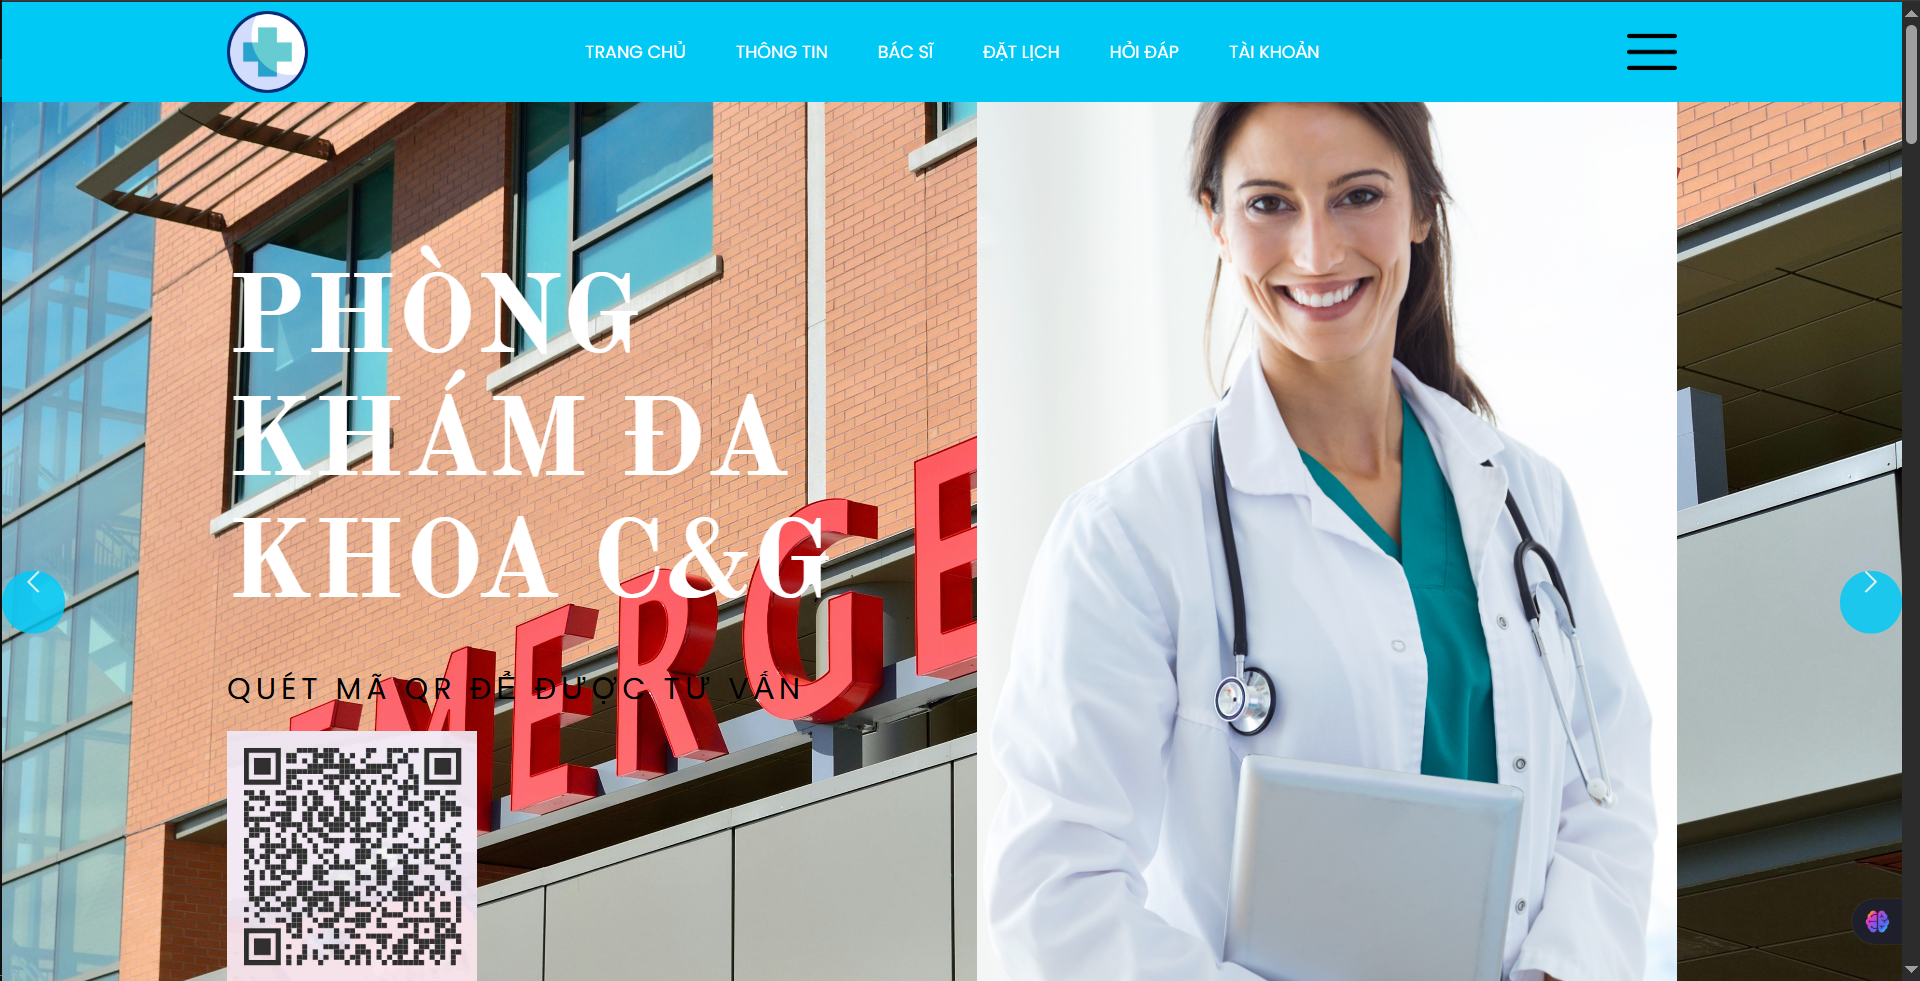 TRANG CHỦ
THÔNG TIN
BÁC SĨ
ĐẶT LỊCH
HỎI ĐÁP
TÀI KHOẢN
PHÒNG
KHÁM ĐA
KHOA C&G
EMERGE
QUÉT MÃ QR ĐỂ ĐƯỢC TƯ VẤN